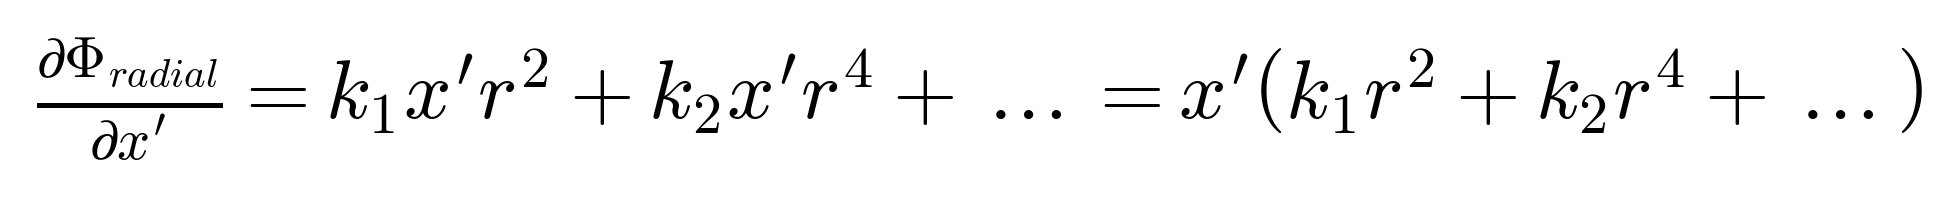 ∂Φ_radial/∂x′ = k₁x′r² + k₂x′r⁴ + ... = x′(k₁r² + k₂r⁴ + ... )